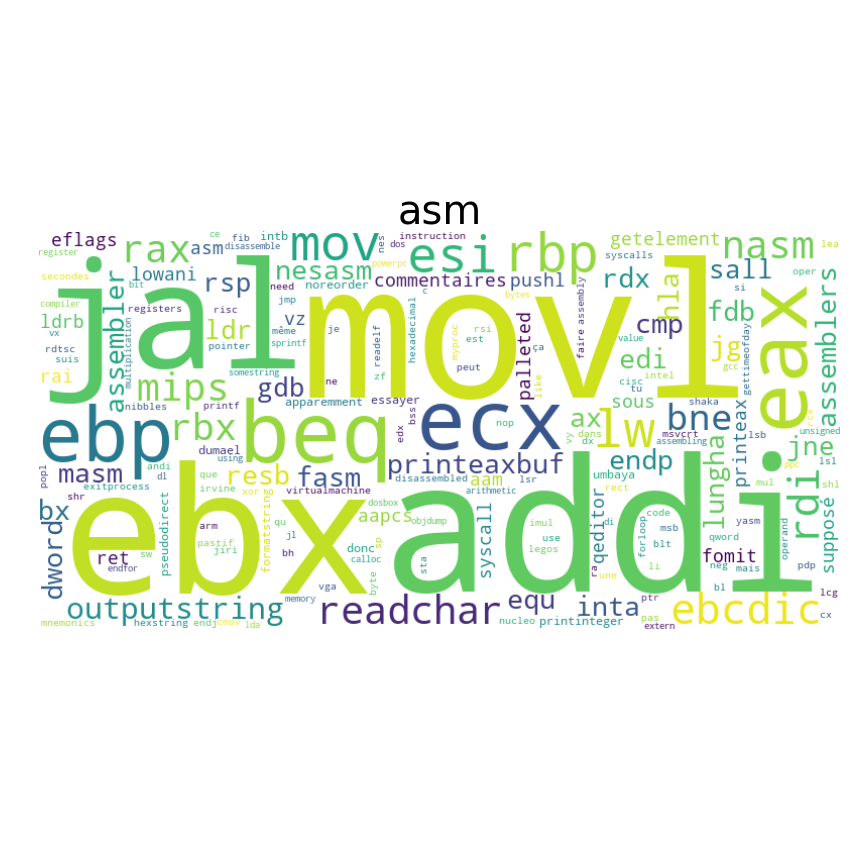 asm
eflags
rax
asm
ce
fib
intb
disassemble
mov
nes
dos
instruction
esi
rbp
getelement
syscalls
nasm
lea
register
secondes
bit
lowani
rsp
nesasm
need
noreorder
powerpc
commentaires
pushl
bytes
rdx
hla
sall
si
oper
assemblers
compiler
ldrb
vx
rdtsc
suis
rai
assembler
registers
risc
ldr
pointer
multiplication
jal
jmp
vz
même
sprintf
je
readelf
hexadecimal
c
movl
myproc
rsi
est
peut
palleted
ça
like
faire
assembly
value
cmp
edi
cisc
intel
tu
fdb
jg
gcc
gettimeofday
eax
mips
nibbles
printf
gdb
somestring
ne
zf
apparemment
essayer
sous
shaka
ebp
rbx
beq
edx
bss
ecx
nop
ax
dx
vy
dans
lw
bne
msvcrt
assembling
lsb
printeax
rcx
unsigned
jne
dumael
using
masm
popl
andi
dl
que
irvine
resb
xor
fasm
virtualmachine
printeaxbuf
disassembled
aam
arithmetic
lsr
endp
umbaya
rect
lungha
mul
ppc
lsl
shl
rdi
exitprocess
shr
bx
pseudodirect
arm
pastif
jiri
formatstring
qu
jl
bh
dosbox
aapcs
objdump
donc
calloc
byte
sp
sta
ebx
addi
syscall
legos
use
imul
qeditor
di
forloop
code
msb
blt
li
qword
yasm
operand
pdp
supposé
dword
ret
endfor
sw
vga
ra
une
neg
mais
fomit
bl
ptr
lcg
outputstring
memory
readchar
equ
inta
ebcdic
cx
mnemonics
hexstring
endj
cmov
lda
nucleo
printinteger
pas
extern